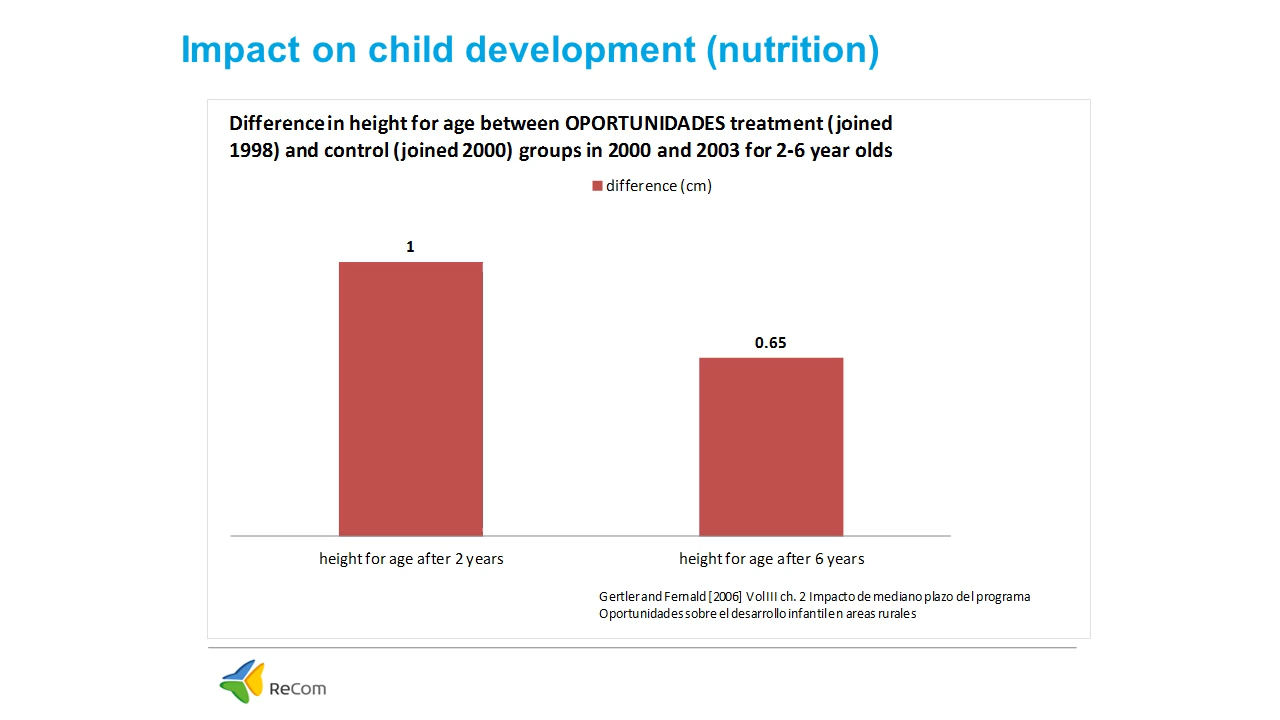 Impact on child development (nutrition)
Difference in height for age between OPORTUNIDADES treatment (joined
1998) and control (joined 2000) groups in 2000 and 2003 for 2-6 year olds
difference (cm)
1
0.65
height for age after 2 years
height for age after 6 years
Gertler and Fernald [2006] Vol III ch. 2 Impacto de mediano plazo del programa
Oportunidades sobre el desarrollo infantil en areas rurales
ReCom